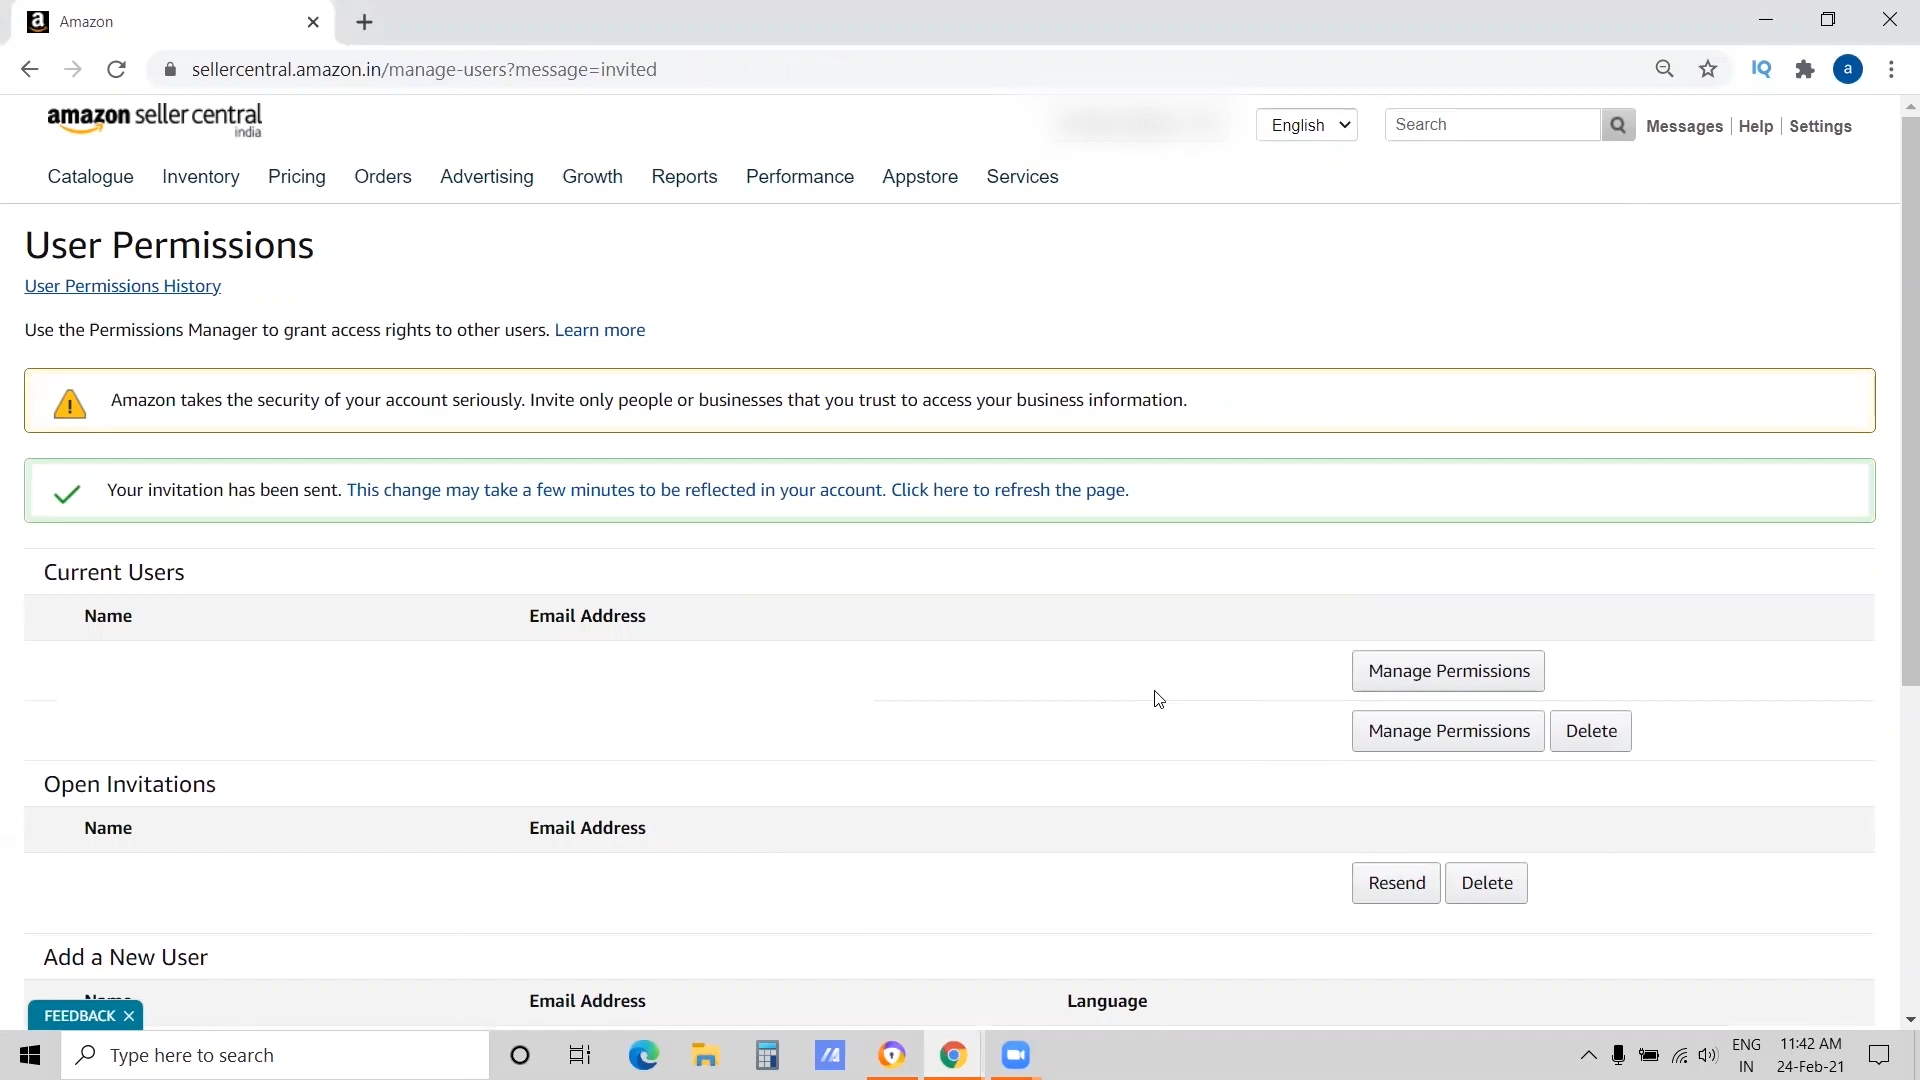 Amazon
sellercentral.amazon.in/manage-users?message=invited
IQ
a
amazon seller central
india
English
Search
Messages
Help
Settings
Catalogue
Inventory
Pricing
Orders
Advertising
Growth
Reports
Performance
Appstore
Services
User Permissions
User Permissions History
Use the Permissions Manager to grant access rights to other users. Learn more
Amazon takes the security of your account seriously. Invite only people or businesses that you trust to access your business information.
Your invitation has been sent. This change may take a few minutes to be reflected in your account. Click here to refresh the page.
Current Users
Name Email Address
Manage Permissions
Manage Permissions Delete
Open Invitations
Name Email Address
Resend Delete
Add a New User
Name Email Address Language
FEEDBACK
Type here to search
ENG
IN
11:42 AM
24-Feb-21